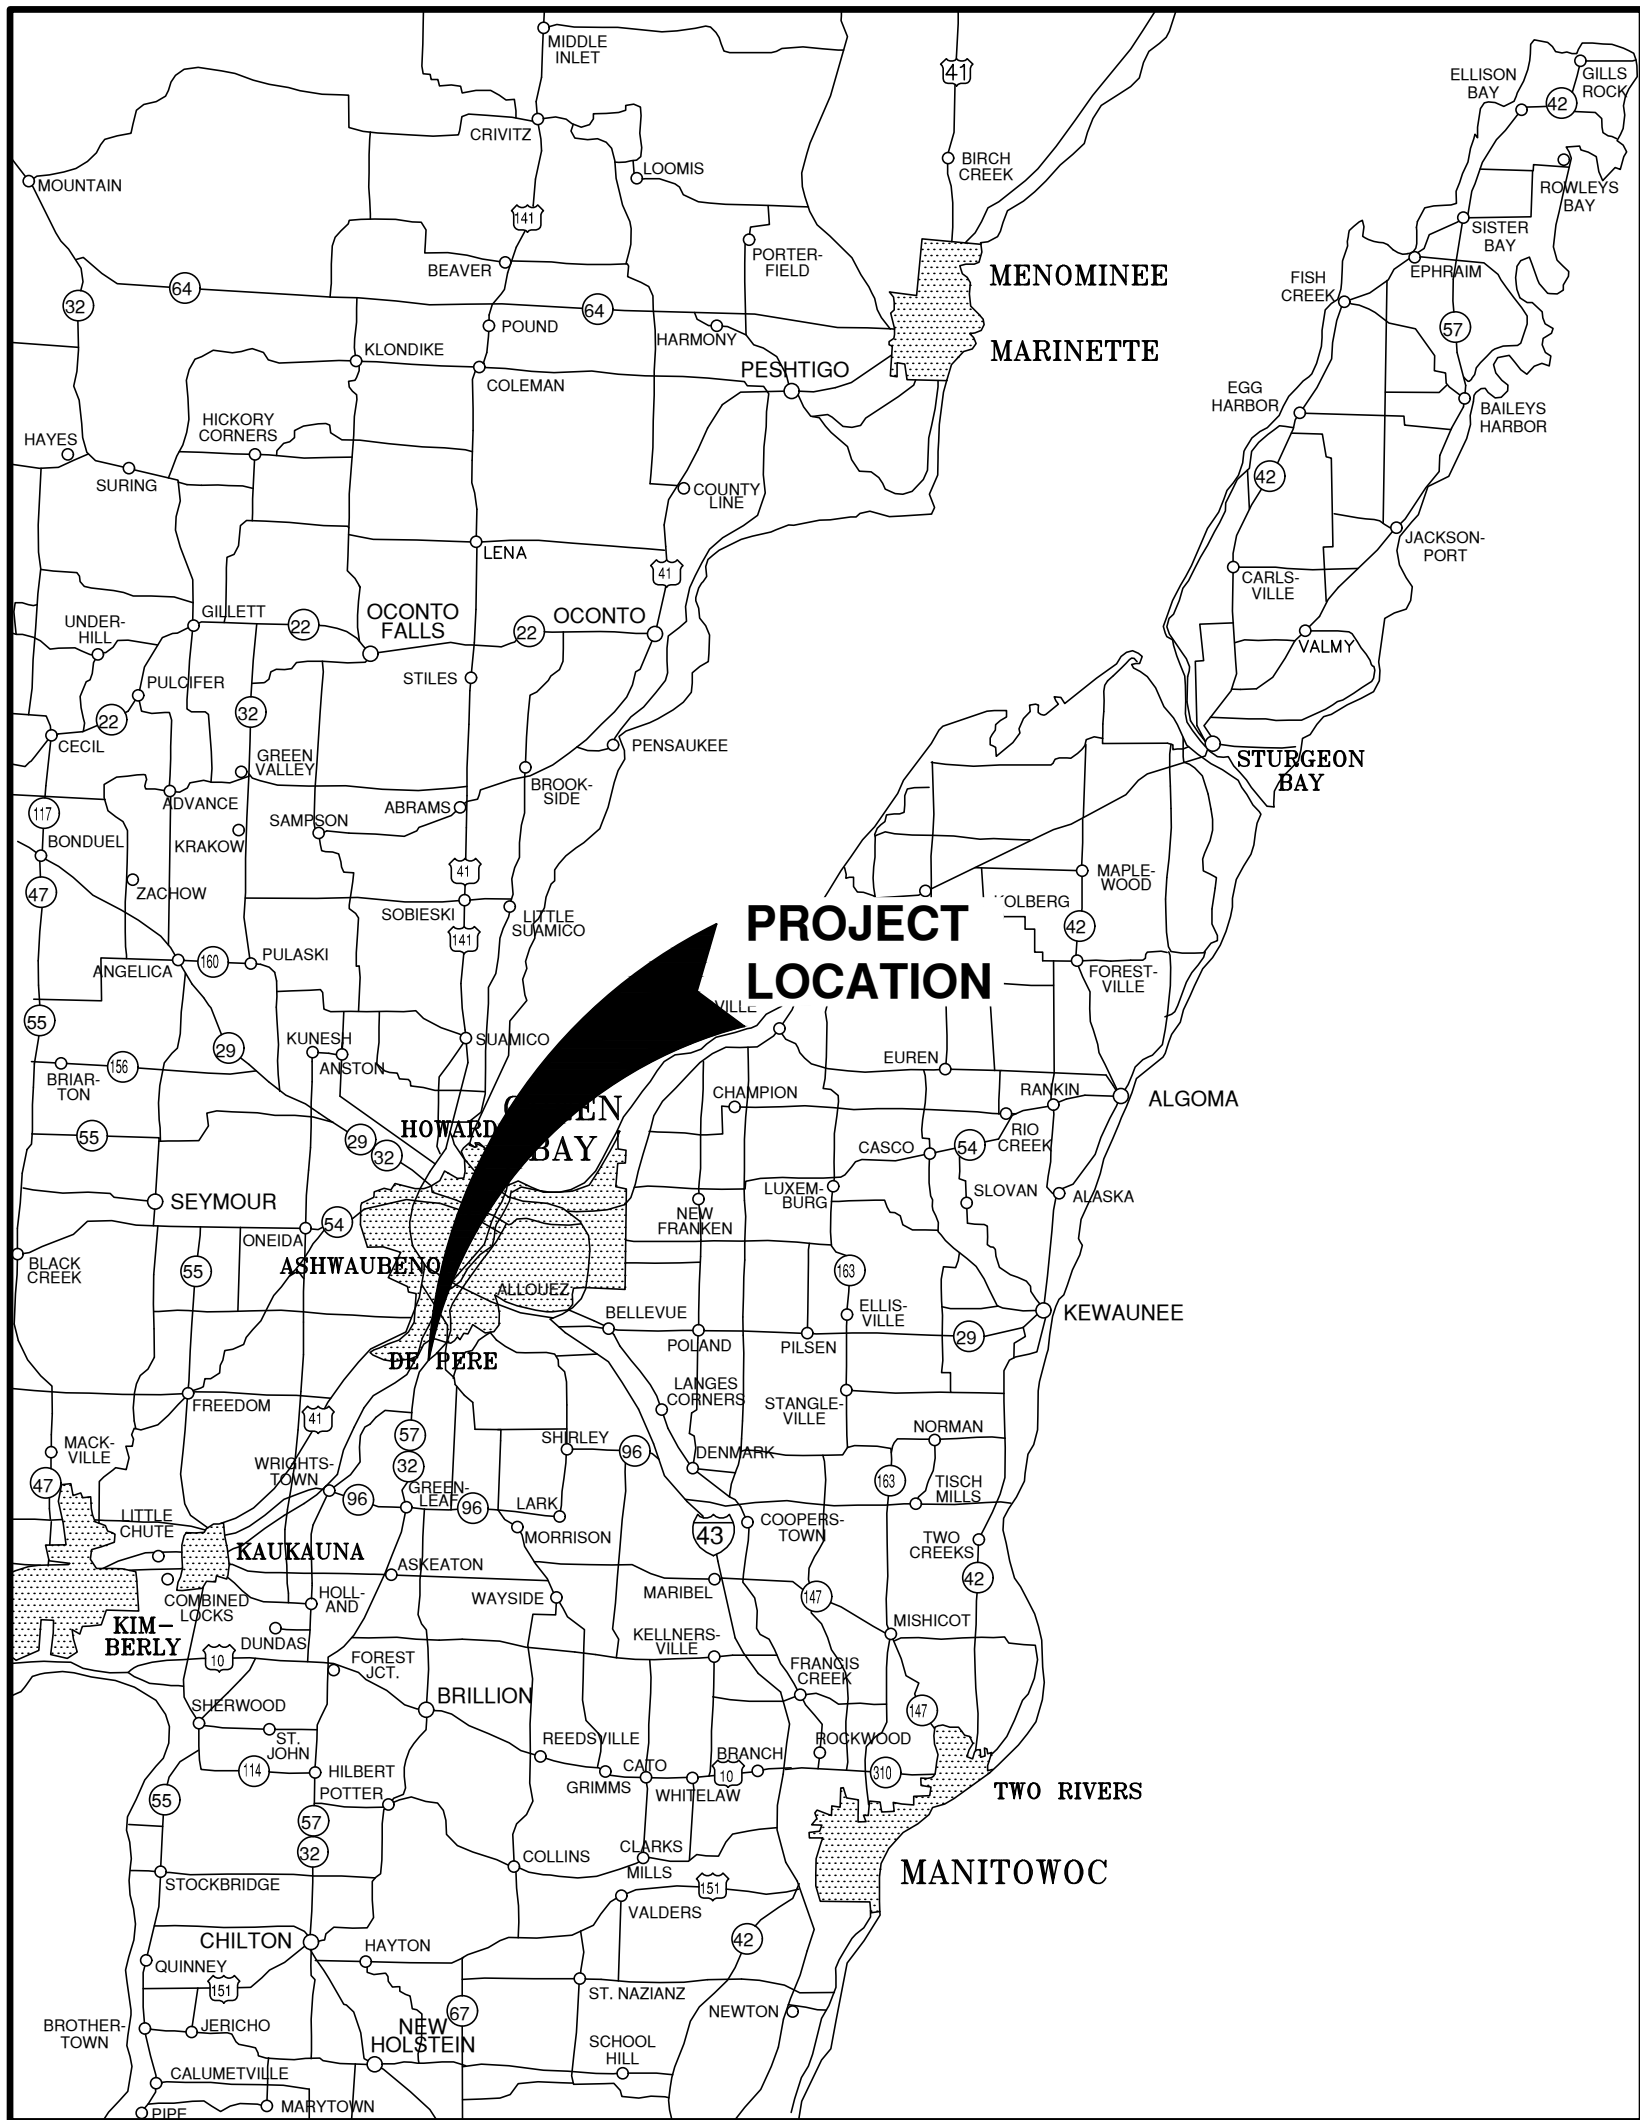 MIDDLE
INLET
41
ELLISON
BAY
GILLS
ROCK
42
CRIVITZ
BIRCH
CREEK
LOOMIS
MOUNTAIN
ROWLEYS
BAY
141
SISTER
BAY
PORTER-
FIELD
BEAVER
MENOMINEE
EPHRAIM
FISH
CREEK
64
32
64
POUND
HARMONY
57
KLONDIKE
MARINETTE
COLEMAN
PESHTIGO
EGG
HARBOR
BAILEYS
HARBOR
HICKORY
CORNERS
HAYES
SURING
42
COUNTY
LINE
LENA
JACKSON-
PORT
41
CARLS-
VILLE
UNDER-
HILL
GILLETT
22
OCONTO
FALLS
22
OCONTO
VALMY
STILES
PULCIFER
22
32
CECIL
PENSAUKEE
GREEN
VALLEY
STURGEON
BAY
BROOK-
SIDE
ADVANCE
ABRAMS
117
SAMPSON
BONDUEL
KRAKOW
41
MAPLE-
WOOD
47
ZACHOW
SOBIESKI
LITTLE
SUAMICO
PROJECT
LOCATION
OLBERG
42
141
ANGELICA
160
PULASKI
FOREST-
VILLE
VILLE
55
29
KUNESH
ANSTON
SUAMICO
EUREN
BRIAR-
TON
156
CHAMPION
RANKIN
ALGOMA
55
HOWARD
EN
BAY
29
32
RIO
CREEK
CASCO
54
SEYMOUR
LUXEM-
BURG
SLOVAN
ALASKA
NEW
FRANKEN
54
ONEIDA
BLACK
CREEK
55
ASHWAUBENO
163
ALLOUEZ
BELLEVUE
ELLIS-
VILLE
KEWAUNEE
POLAND
PILSEN
29
DE PERE
FREEDOM
LANGES
CORNERS
STANGLE-
VILLE
41
57
NORMAN
MACK-
VILLE
SHIRLEY
96
DENMARK
WRIGHTS-
TOWN
32
47
163
TISCH
MILLS
96
GREEN-
LEAF
96
LARK
LITTLE
CHUTE
MORRISON
43
COOPERS-
TOWN
TWO
CREEKS
KAUKAUNA
ASKEATON
42
COMBINED
LOCKS
HOLL-
AND
WAYSIDE
MARIBEL
147
KIM-
BERLY
DUNDAS
MISHICOT
KELLNERS-
VILLE
10
FOREST
JCT.
FRANCIS
CREEK
SHERWOOD
BRILLION
147
ST.
JOHN
REEDSVILLE
ROCKWOOD
BRANCH
114
HILBERT
CATO
10
310
GRIMMS
WHITELAW
POTTER
TWO RIVERS
55
57
32
CLARKS
MILLS
COLLINS
MANITOWOC
STOCKBRIDGE
151
VALDERS
CHILTON
HAYTON
42
QUINNEY
151
ST. NAZIANZ
67
NEWTON
BROTHER-
TOWN
JERICHO
NEW
HOLSTEIN
SCHOOL
HILL
CALUMETVILLE
MARYTOWN
PIPE